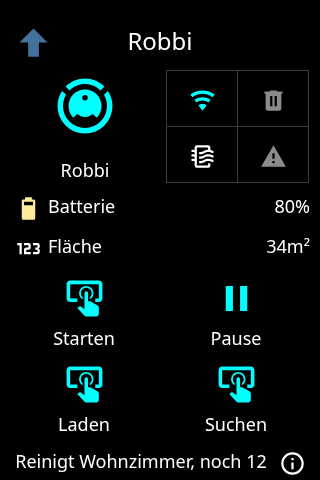 Robbi
Robbi
Batterie 80%
123 Fläche 34m²
Starten Pause
Laden Suchen
Reinigt Wohnzimmer, noch 12